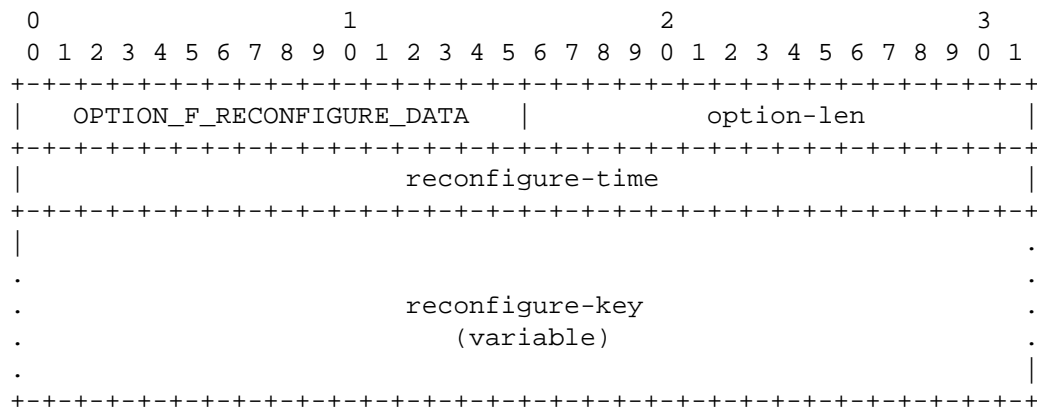 0                   1                   2                   3
 0 1 2 3 4 5 6 7 8 9 0 1 2 3 4 5 6 7 8 9 0 1 2 3 4 5 6 7 8 9 0 1
+-+-+-+-+-+-+-+-+-+-+-+-+-+-+-+-+-+-+-+-+-+-+-+-+-+-+-+-+-+-+-+-+
|   OPTION_F_RECONFIGURE_DATA   |           option-len          |
+-+-+-+-+-+-+-+-+-+-+-+-+-+-+-+-+-+-+-+-+-+-+-+-+-+-+-+-+-+-+-+-+
|                        reconfigure-time                       |
+-+-+-+-+-+-+-+-+-+-+-+-+-+-+-+-+-+-+-+-+-+-+-+-+-+-+-+-+-+-+-+-+
|                                                               .
.                                                               .
.                        reconfigure-key                        .
.                           (variable)                          .
.                                                               |
+-+-+-+-+-+-+-+-+-+-+-+-+-+-+-+-+-+-+-+-+-+-+-+-+-+-+-+-+-+-+-+-+